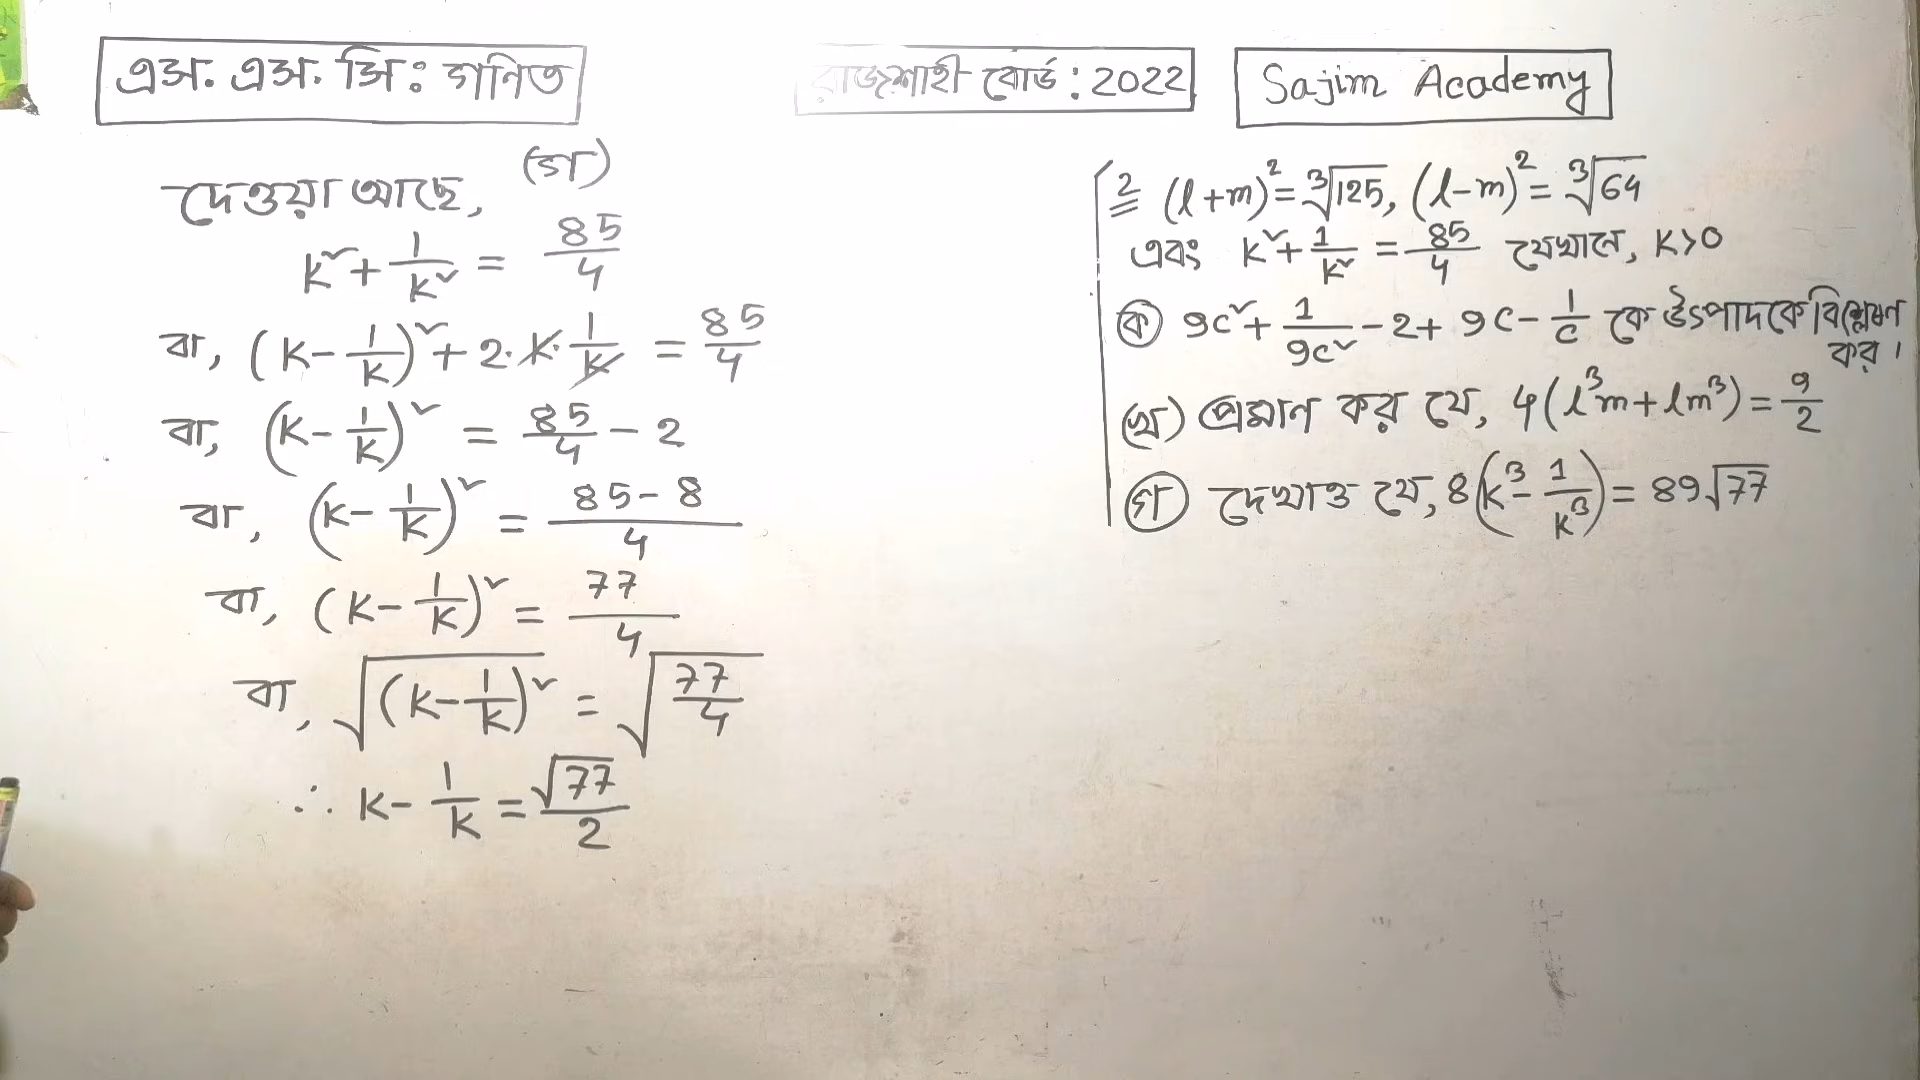 এস. এস. সি: গনিত
রাজশাহী বোর্ড : 2022
Sajim Academy
(গ)
দেওয়া আছে,
k² + 1/k² = 85/4
বা, (k - 1/k)² + 2·k·1/k = 85/4
বা, (k - 1/k)² = 85/4 - 2
বা, (k - 1/k)² = (85 - 8)/4
বা, (k - 1/k)² = 77/4
বা, √(k - 1/k)² = √(77/4)
∴ k - 1/k = √77/2
2 (l+m)² = ∛125, (l-m)² = ∛64
এবং k² + 1/k² = 85/4 যেখানে, k>0
(ক) 9c² + 1/9c² - 2 + 9c - 1/c কে উৎপাদকে বিশ্লেষণ
কর।
(খ) প্রমান কর যে, 4(l³m + lm³) = 9/2
(গ) দেখাও যে, 8(k³ - 1/k³) = 89√77